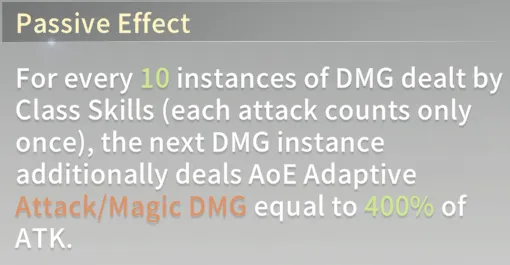 Passive Effect
For every 10 instances of DMG dealt by
Class Skills (each attack counts only
once), the next DMG instance
additionally deals AoE Adaptive
Attack/Magic DMG equal to 400% of
ATK.